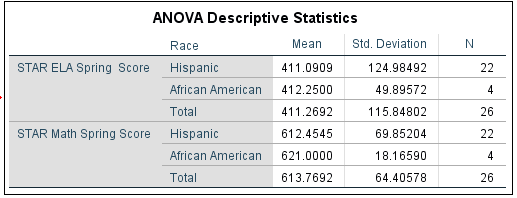 ANOVA Descriptive Statistics
Race Mean Std. Deviation N
STAR ELA Spring Score Hispanic 411.0909 124.98492 22
African American 412.2500 49.89572 4
Total 411.2692 115.84802 26
STAR Math Spring Score Hispanic 612.4545 69.85204 22
African American 621.0000 18.16590 4
Total 613.7692 64.40578 26